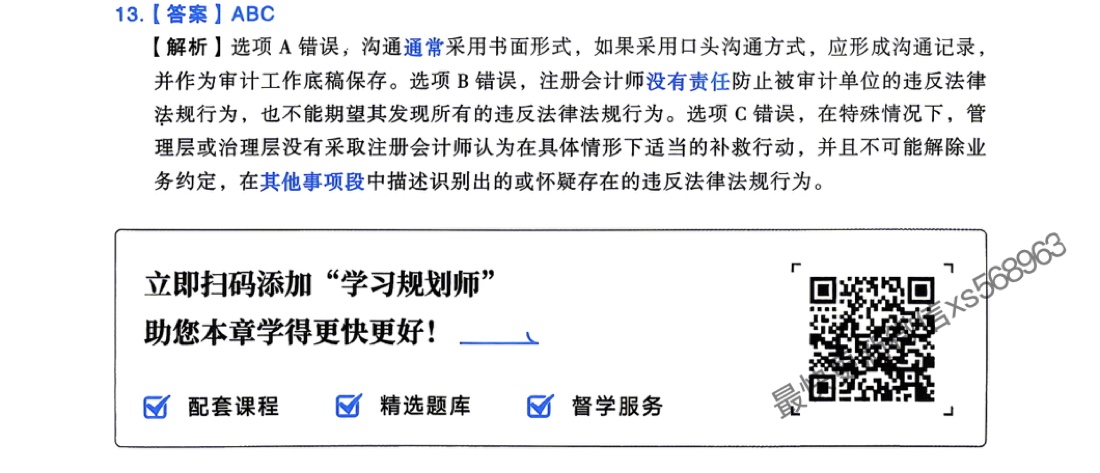 13.【答案】ABC
【解析】选项 A 错误，沟通通常采用书面形式，如果采用口头沟通方式，应形成沟通记录，
并作为审计工作底稿保存。选项 B 错误，注册会计师没有责任防止被审计单位的违反法律
法规行为，也不能期望其发现所有的违反法律法规行为。选项 C 错误，在特殊情况下，管
理层或治理层没有采取注册会计师认为在具体情形下适当的补救行动，并且不可能解除业
务约定，在其他事项段中描述识别出的或怀疑存在的违反法律法规行为。
立即扫码添加“学习规划师”
助您本章学得更快更好！
配套课程 精选题库 督学服务
信xs568963